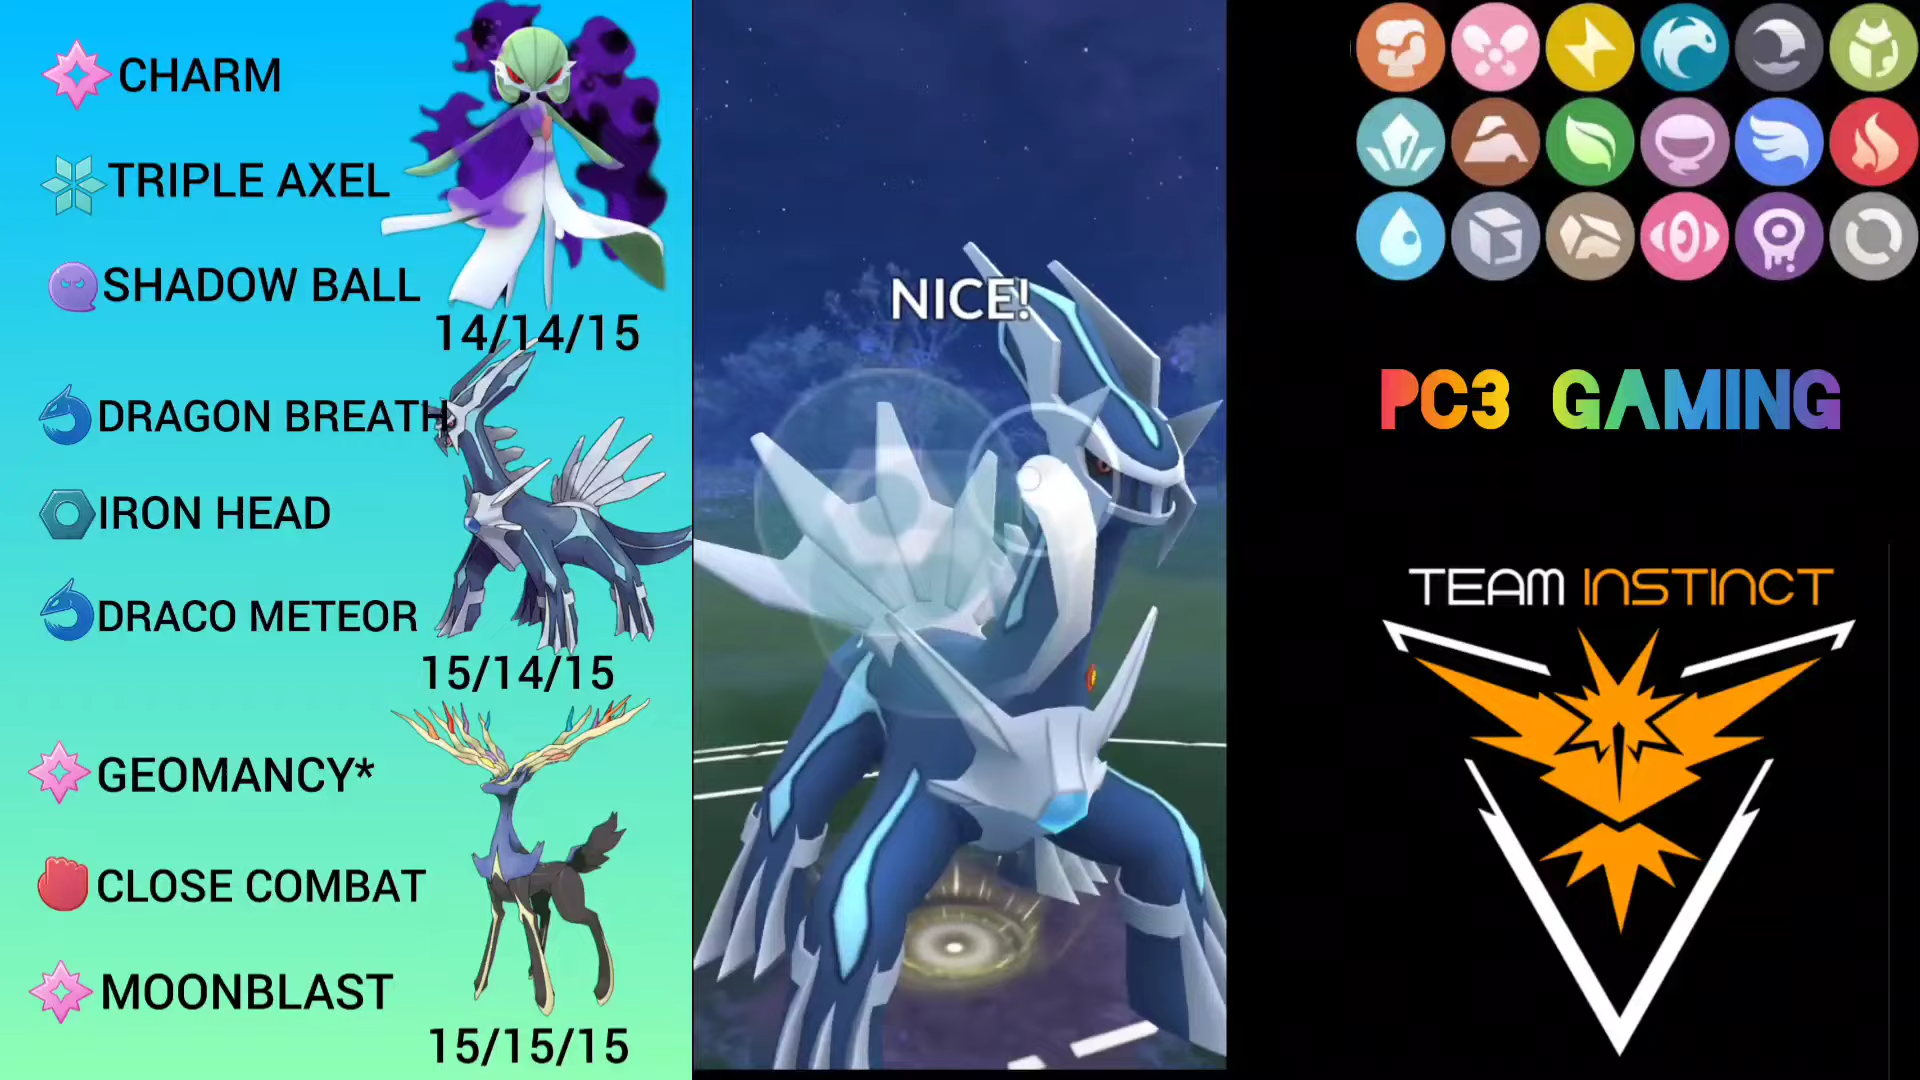 CHARM
TRIPLE AXEL
SHADOW BALL
14/14/15
DRAGON BREATH
IRON HEAD
DRACO METEOR
15/14/15
GEOMANCY*
CLOSE COMBAT
MOONBLAST
15/15/15
NICE!
PC3 GAMING
TEAM INSTINCT